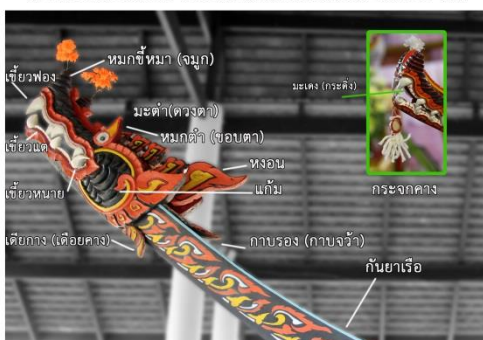 หมกขี้หมา (จมูก)
เขี้ยวฟอง
มะเดง (กระดิ่ง)
มะตำ(ดวงตา)
หมกตำ (ขอบตา)
เขี้ยวแต
หงอน
แก้ม
เขี้ยวหนาย
กระจกคาง
เดียกาง (เดือยคาง)
กาบรอง (กาบจว้า)
กันยาเรือ